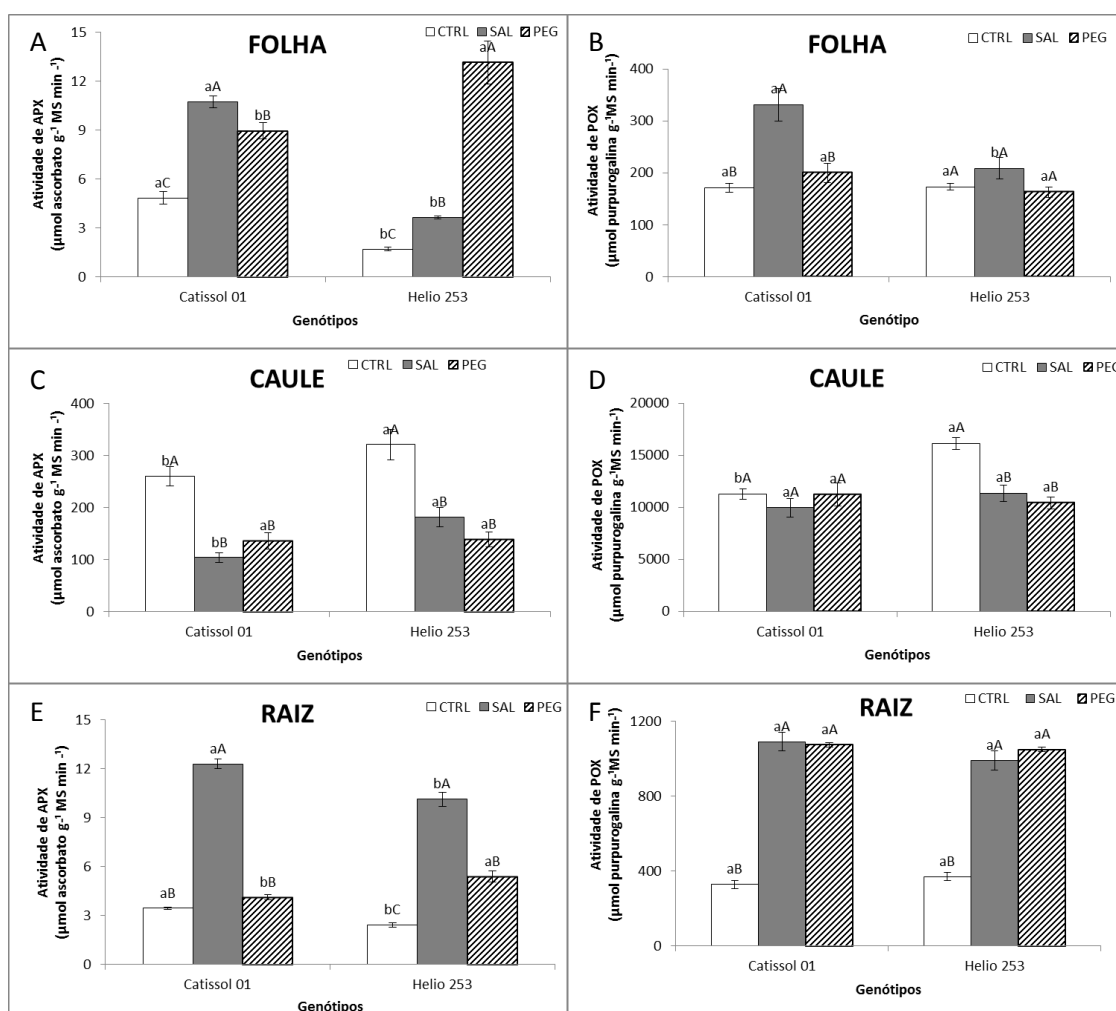 A
FOLHA
CTRL SAL PEG
Atividade de APX
(µmol ascorbato g-¹ MS min -¹)
15
12
9
6
3
0
aC
aA
bB
bC
bB
aA
Catissol 01
Helio 253
Genótipos
B
FOLHA
CTRL SAL PEG
Atividade de POX
(µmol purpurogalina g-¹MS min-¹)
400
300
200
100
0
aB
aA
aB
aA
bA
aA
Catissol 01
Helio 253
Genótipo
C
CAULE
CTRL SAL PEG
Atividade de APX
(µmol ascorbato g-¹ MS min -¹)
400
300
200
100
0
bA
bB
aB
aA
aB
aB
Catissol 01
Helio 253
Genótipos
D
CAULE
CTRL SAL PEG
Atividade de POX
(µmol purpurogalina g-¹MS min-¹)
20000
15000
10000
5000
0
bA
aA
aA
aA
aB
aB
Catissol 01
Helio 253
Genótipos
E
RAIZ
CTRL SAL PEG
Atividade de APX
(µmol ascorbato g-¹ MS min -¹)
15
12
9
6
3
0
aB
aA
bB
bC
bA
aB
Catissol 01
Helio 253
Genótipos
F
RAIZ
CTRL SAL PEG
Atividade de POX
(µmol purpurogalina g-¹MS min-¹)
1200
800
400
0
aB
aA
aA
aB
aA
aA
Catissol 01
Helio 253
Genótipos